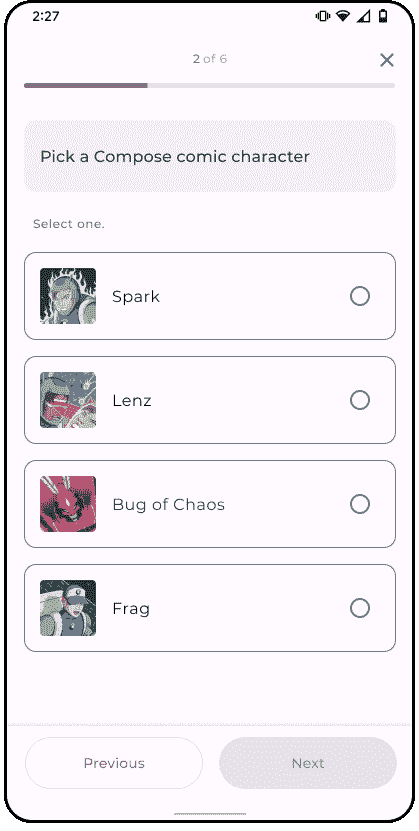 2:27
2 of 6
Pick a Compose comic character
Select one.
Spark
Lenz
Bug of Chaos
Frag
Previous
Next